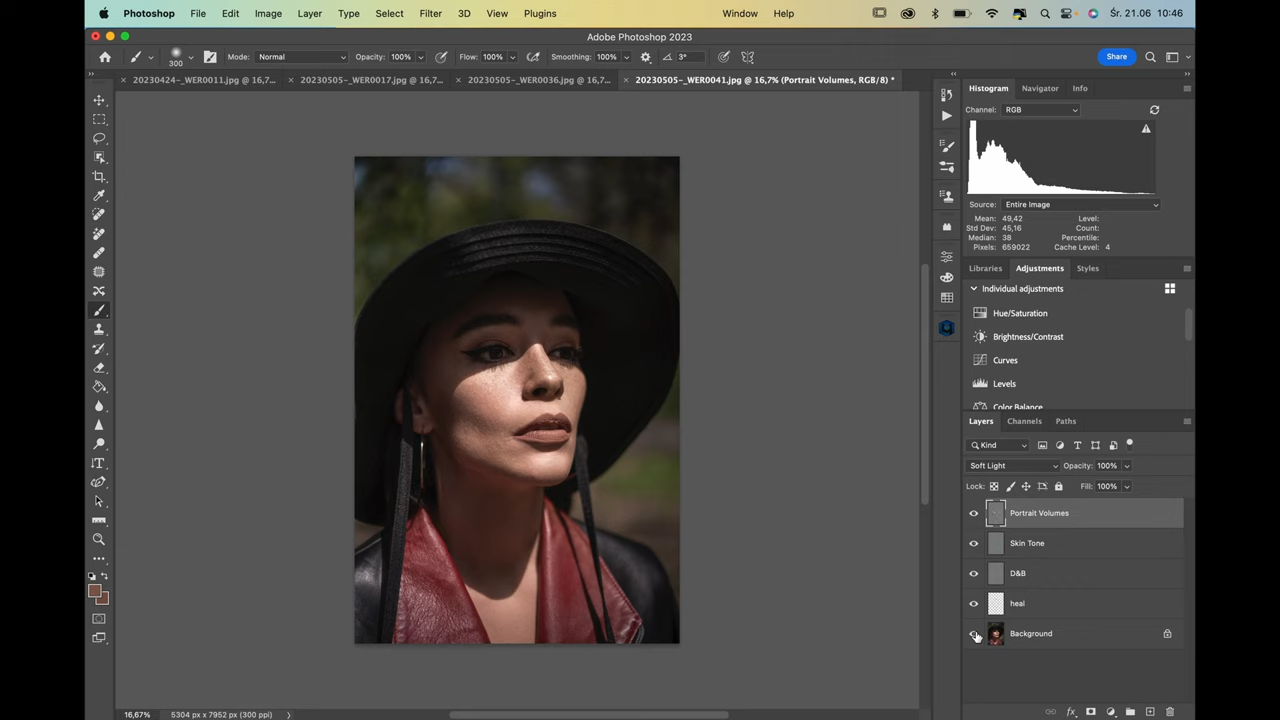 Photoshop File Edit Image Layer Type Select Filter 3D View Plugins Window Help Śr. 21.06 10:46
Adobe Photoshop 2023
300 Mode: Normal Opacity: 100% Flow: 100% Smoothing: 100% 3° Share
20230424-_WER0011.jpg @ 16,7... 20230505-_WER0017.jpg @ 16,7... 20230505-_WER0036.jpg @ 16,7... 20230505-_WER0041.jpg @ 16,7% (Portrait Volumes, RGB/8) *
Histogram Navigator Info
Channel: RGB
Source: Entire Image
Mean: 49,42 Level:
Std Dev: 45,16 Count:
Median: 38 Percentile:
Pixels: 659022 Cache Level: 4
Libraries Adjustments Styles
Individual adjustments
Hue/Saturation
Brightness/Contrast
Curves
Levels
Color Balance
Layers Channels Paths
Kind
Soft Light Opacity: 100%
Lock: Fill: 100%
Portrait Volumes
Skin Tone
D&B
heal
Background
16,67% 5304 px x 7952 px (300 ppi)